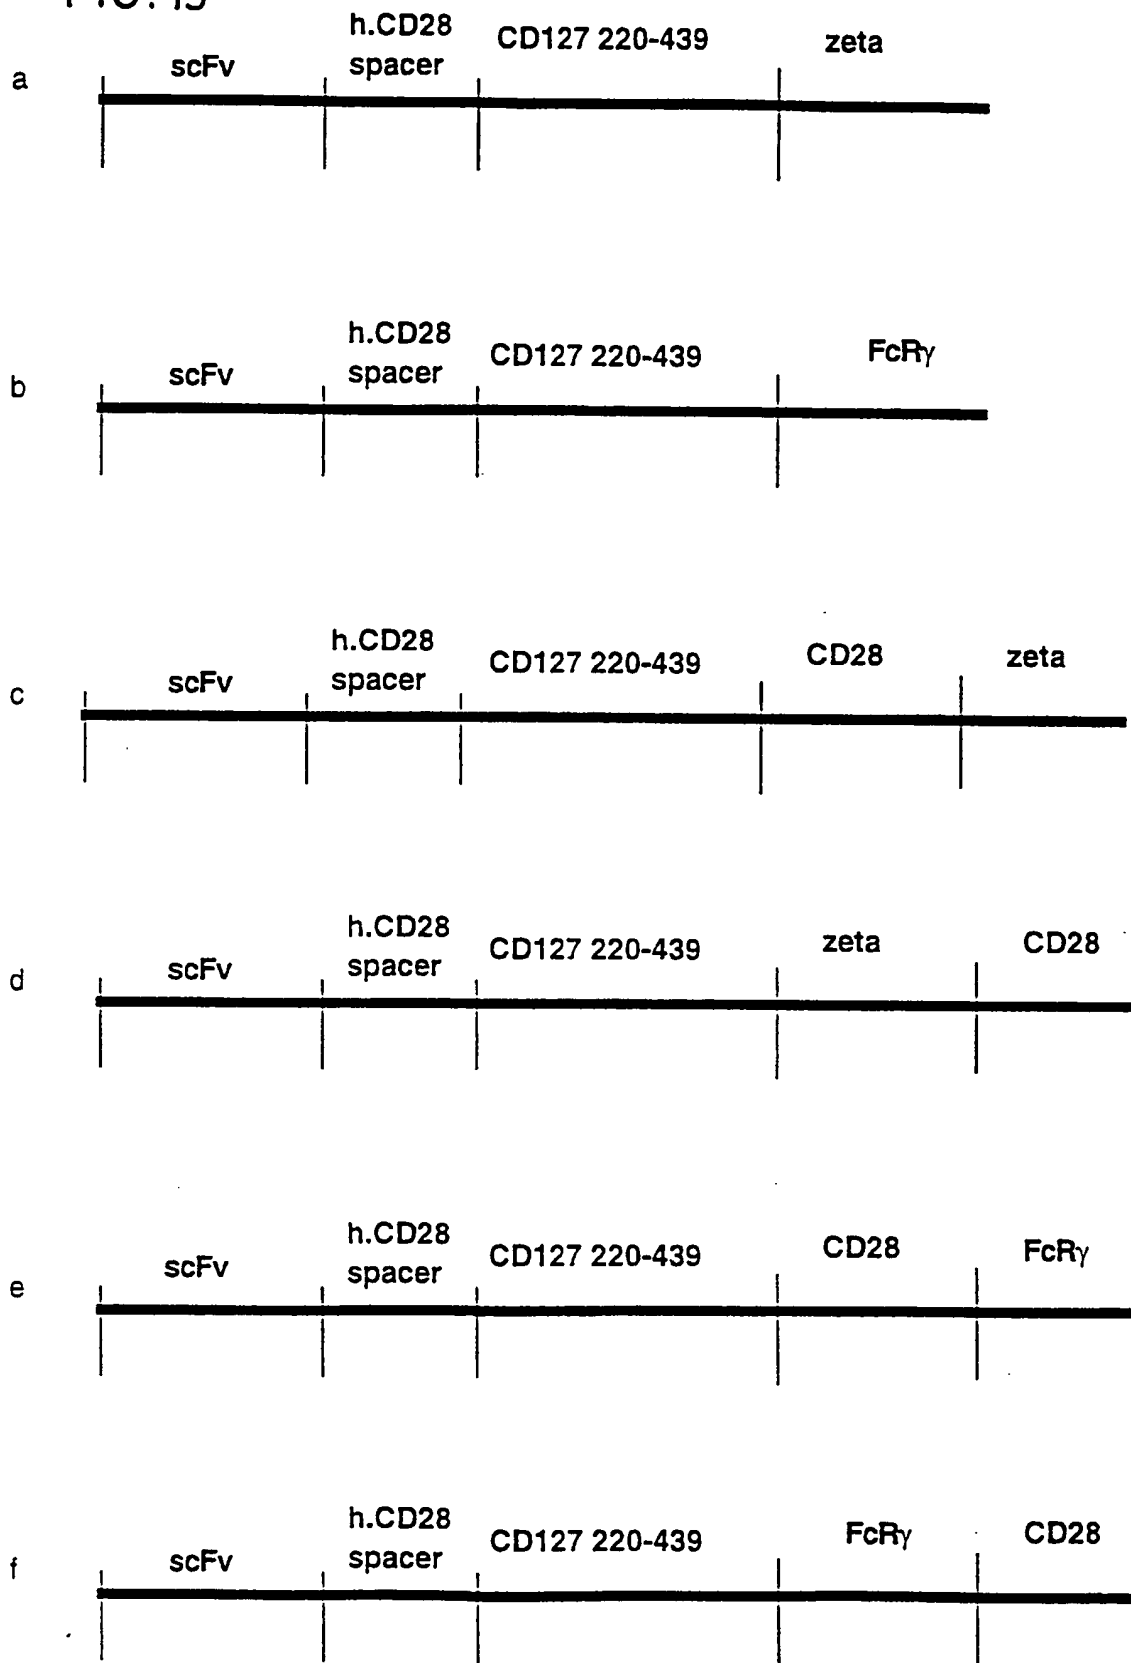 a
scFv
h.CD28
spacer
CD127 220-439
zeta
b
scFv
h.CD28
spacer
CD127 220-439
FcRγ
c
scFv
h.CD28
spacer
CD127 220-439
CD28
zeta
d
scFv
h.CD28
spacer
CD127 220-439
zeta
CD28
e
scFv
h.CD28
spacer
CD127 220-439
CD28
FcRγ
f
scFv
h.CD28
spacer
CD127 220-439
FcRγ
CD28